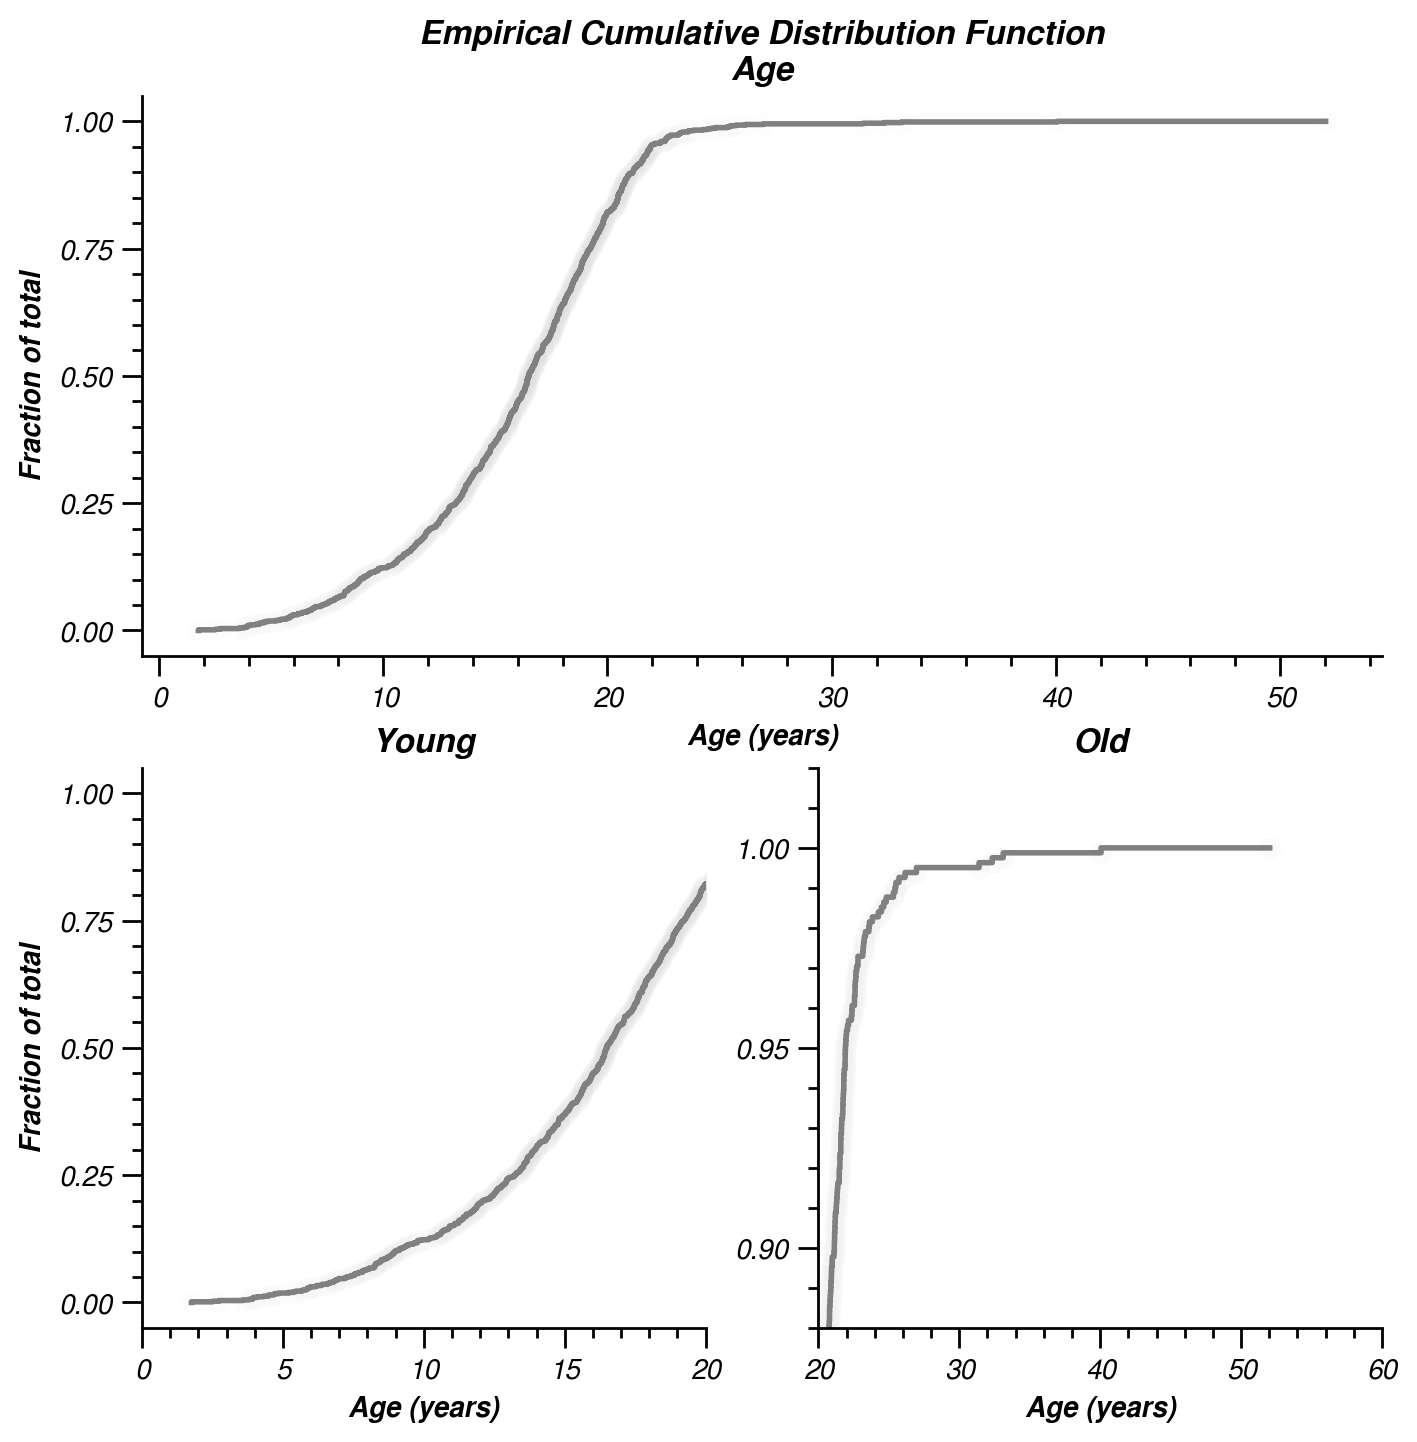 Empirical Cumulative Distribution Function
Age
1.00
0.75
0.50
0.25
0.00
Fraction of total
0 10 20 30 40 50
Age (years)
Young
1.00
0.75
0.50
0.25
0.00
Fraction of total
0 5 10 15 20
Age (years)
Old
1.00
0.95
0.90
20 30 40 50 60
Age (years)